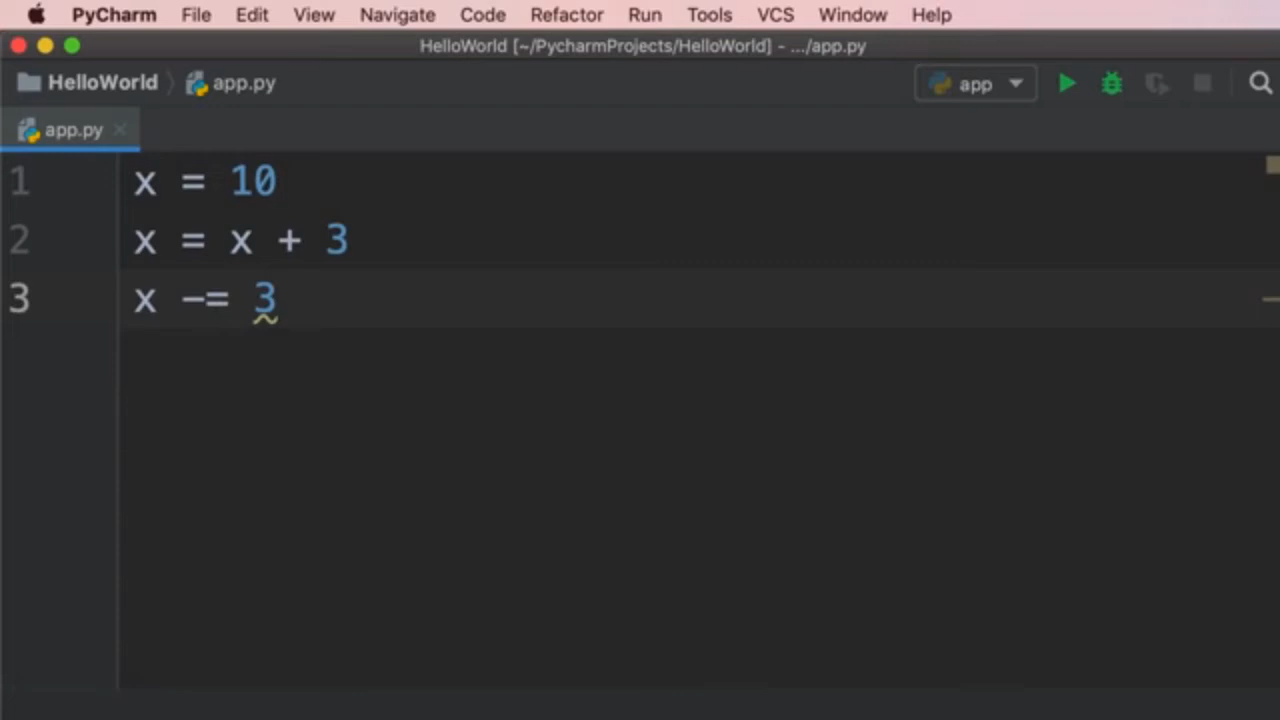 PyCharm File Edit View Navigate Code Refactor Run Tools VCS Window Help
HelloWorld [~/PycharmProjects/HelloWorld] - .../app.py
HelloWorld app.py app
app.py
1 x = 10
2 x = x + 3
3 x -= 3